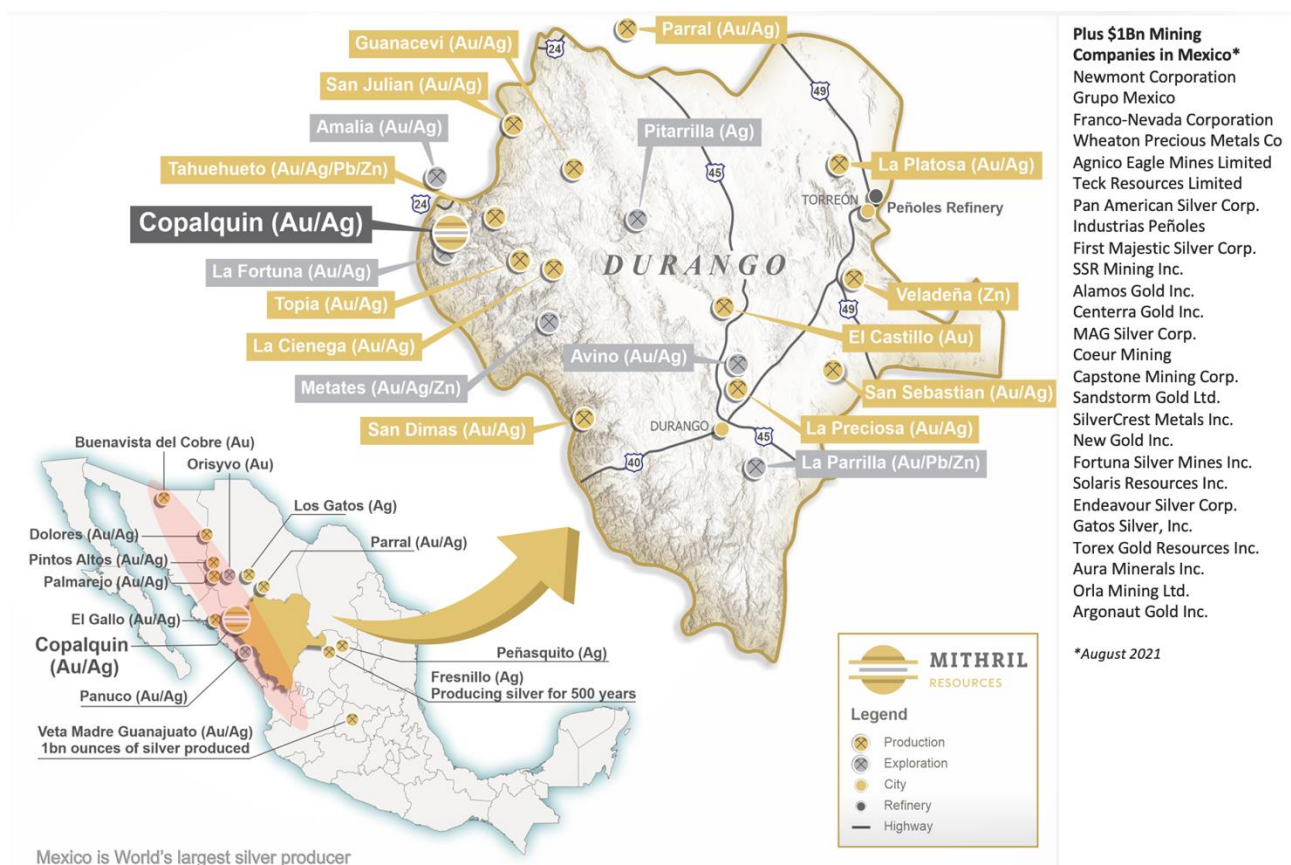 Guanacevi (Au/Ag)
24
Parral (Au/Ag)
San Julian (Au/Ag)
49
Amalia (Au/Ag)
Pitarrilla (Ag)
Tahuehueto (Au/Ag/Pb/Zn)
45
La Platosa (Au/Ag)
24
TORREÓN
Peñoles Refinery
Copalquin (Au/Ag)
La Fortuna (Au/Ag)
DURANGO
Topia (Au/Ag)
Veladeña (Zn)
49
La Cienega (Au/Ag)
El Castillo (Au)
Avino (Au/Ag)
Metates (Au/Ag/Zn)
San Sebastian (Au/Ag)
San Dimas (Au/Ag)
DURANGO
La Preciosa (Au/Ag)
45
40
La Parrilla (Au/Pb/Zn)
Buenavista del Cobre (Au)
Orisyvo (Au)
Los Gatos (Ag)
Dolores (Au/Ag)
Parral (Au/Ag)
Pintos Altos (Au/Ag)
Palmarejo (Au/Ag)
El Gallo (Au/Ag)
Copalquin
(Au/Ag)
Peñasquito (Ag)
Fresnillo (Ag)
Producing silver for 500 years
Panuco (Au/Ag)
Veta Madre Guanajuato (Au/Ag)
1bn ounces of silver produced
Mexico is World's largest silver producer
MITHRIL
RESOURCES
Legend
Production
Exploration
City
Refinery
Highway
Plus $1Bn Mining
Companies in Mexico*
Newmont Corporation
Grupo Mexico
Franco-Nevada Corporation
Wheaton Precious Metals Co
Agnico Eagle Mines Limited
Teck Resources Limited
Pan American Silver Corp.
Industrias Peñoles
First Majestic Silver Corp.
SSR Mining Inc.
Alamos Gold Inc.
Centerra Gold Inc.
MAG Silver Corp.
Coeur Mining
Capstone Mining Corp.
Sandstorm Gold Ltd.
SilverCrest Metals Inc.
New Gold Inc.
Fortuna Silver Mines Inc.
Solaris Resources Inc.
Endeavour Silver Corp.
Gatos Silver, Inc.
Torex Gold Resources Inc.
Aura Minerals Inc.
Orla Mining Ltd.
Argonaut Gold Inc.
*August 2021